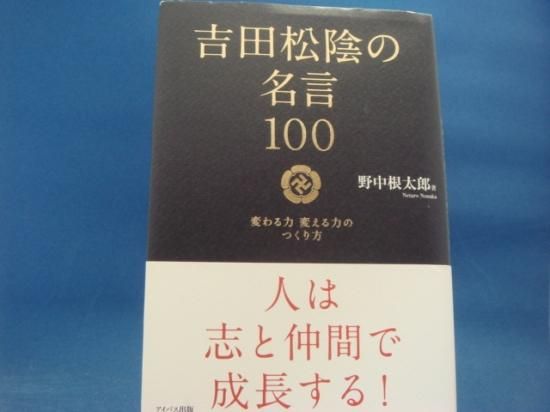 吉田松陰の
名言
100
野中根太郎 著
Netaro Nonaka
変わる力 変える力の
つくり方
人は
志と仲間で
成長する!
アイバス出版